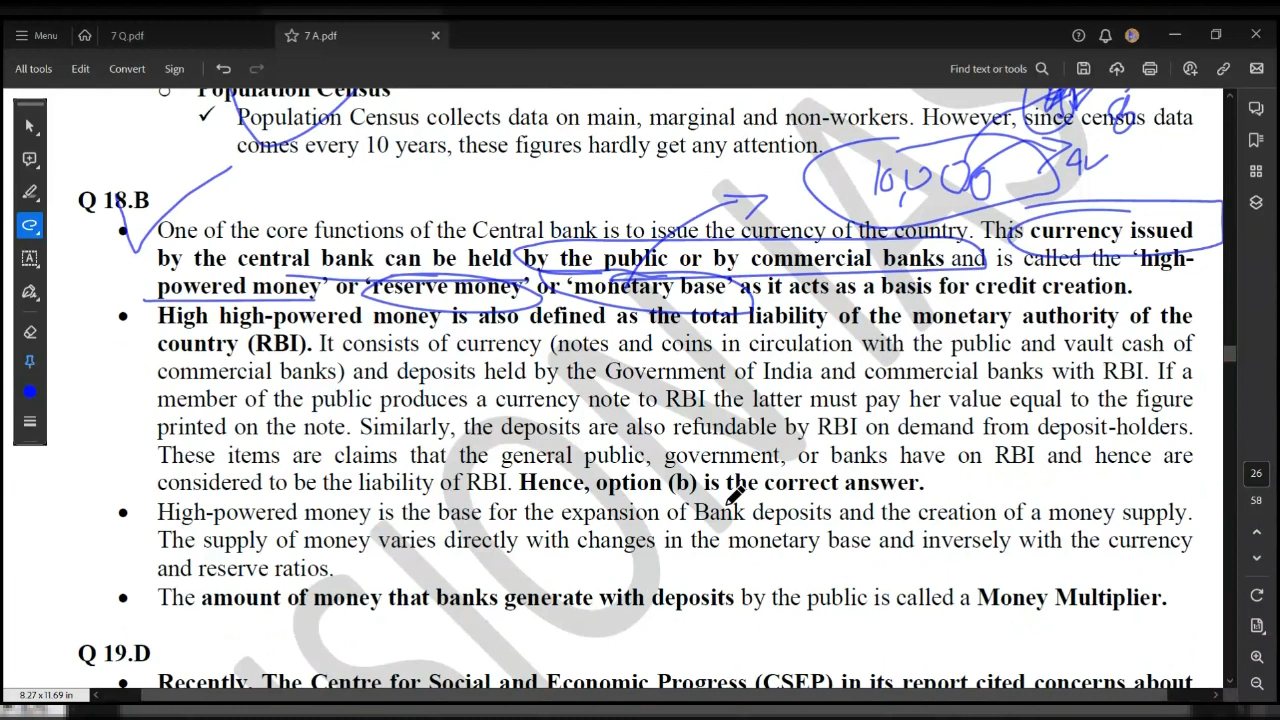 Menu
7 Q.pdf
7 A.pdf
All tools
Edit
Convert
Sign
Find text or tools
Population Census
✓ Population Census collects data on main, marginal and non-workers. However, since census data
comes every 10 years, these figures hardly get any attention.
8
10,000
Q 18.B
• One of the core functions of the Central bank is to issue the currency of the country. This currency issued
by the central bank can be held by the public or by commercial banks and is called the ‘high-
powered money’ or ‘reserve money’ or ‘monetary base’ as it acts as a basis for credit creation.
• High high-powered money is also defined as the total liability of the monetary authority of the
country (RBI). It consists of currency (notes and coins in circulation with the public and vault cash of
commercial banks) and deposits held by the Government of India and commercial banks with RBI. If a
member of the public produces a currency note to RBI the latter must pay her value equal to the figure
printed on the note. Similarly, the deposits are also refundable by RBI on demand from deposit-holders.
These items are claims that the general public, government, or banks have on RBI and hence are
considered to be the liability of RBI. Hence, option (b) is the correct answer.
• High-powered money is the base for the expansion of Bank deposits and the creation of a money supply.
The supply of money varies directly with changes in the monetary base and inversely with the currency
and reserve ratios.
• The amount of money that banks generate with deposits by the public is called a Money Multiplier.
Q 19.D
• Recently, The Centre for Social and Economic Progress (CSEP) in its report cited concerns about
VISION IAS
26
58
8.27 x 11.69 in